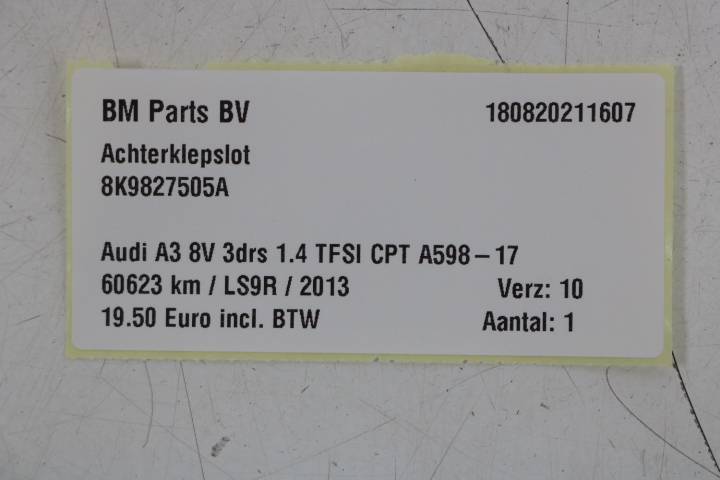 BM Parts BV 180820211607
Achterklepslot
8K9827505A
Audi A3 8V 3drs 1.4 TFSI CPT A598-17
60623 km / LS9R / 2013 Verz: 10
19.50 Euro incl. BTW Aantal: 1